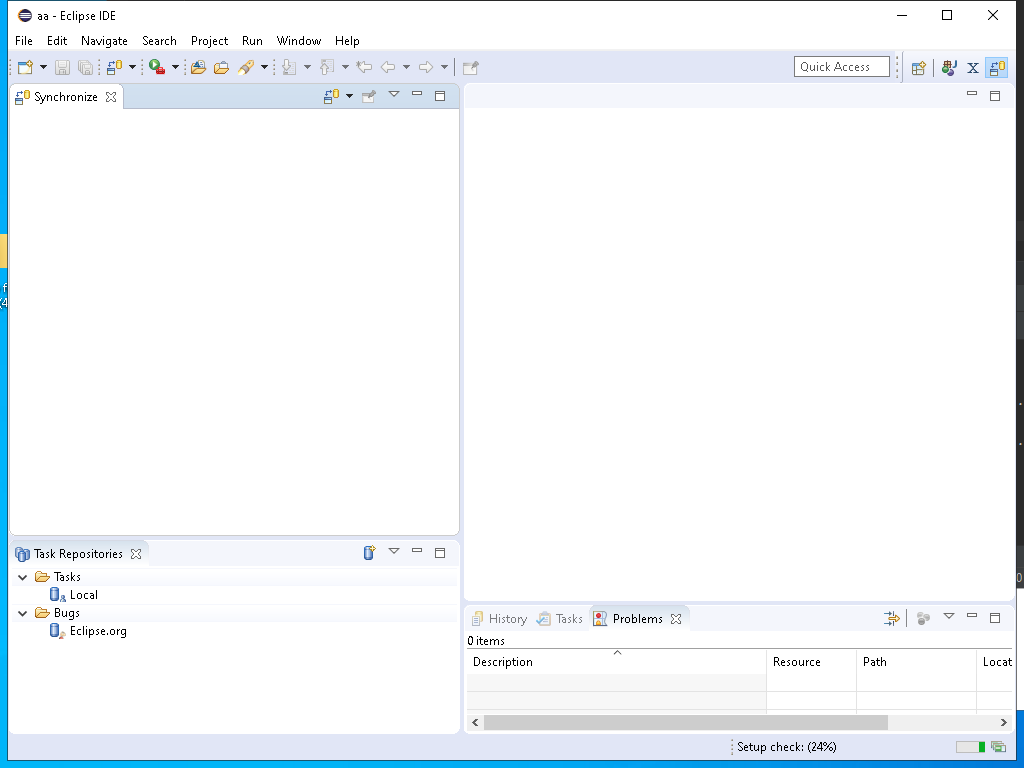 aa - Eclipse IDE
File Edit Navigate Search Project Run Window Help
Quick Access
Synchronize
Task Repositories
Tasks
Local
Bugs
Eclipse.org
History Tasks Problems
0 items
Description Resource Path Locat
Setup check: (24%)